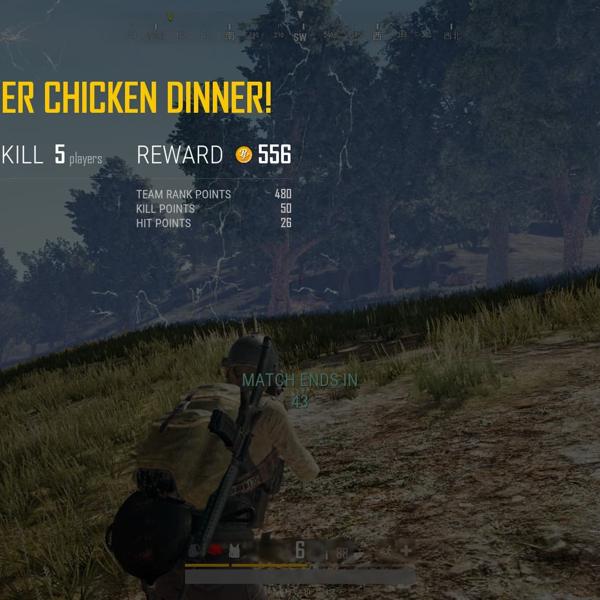 SW
ER CHICKEN DINNER!
KILL 5 players REWARD 556
TEAM RANK POINTS 480
KILL POINTS 50
HIT POINTS 26
MATCH ENDS IN
43
6